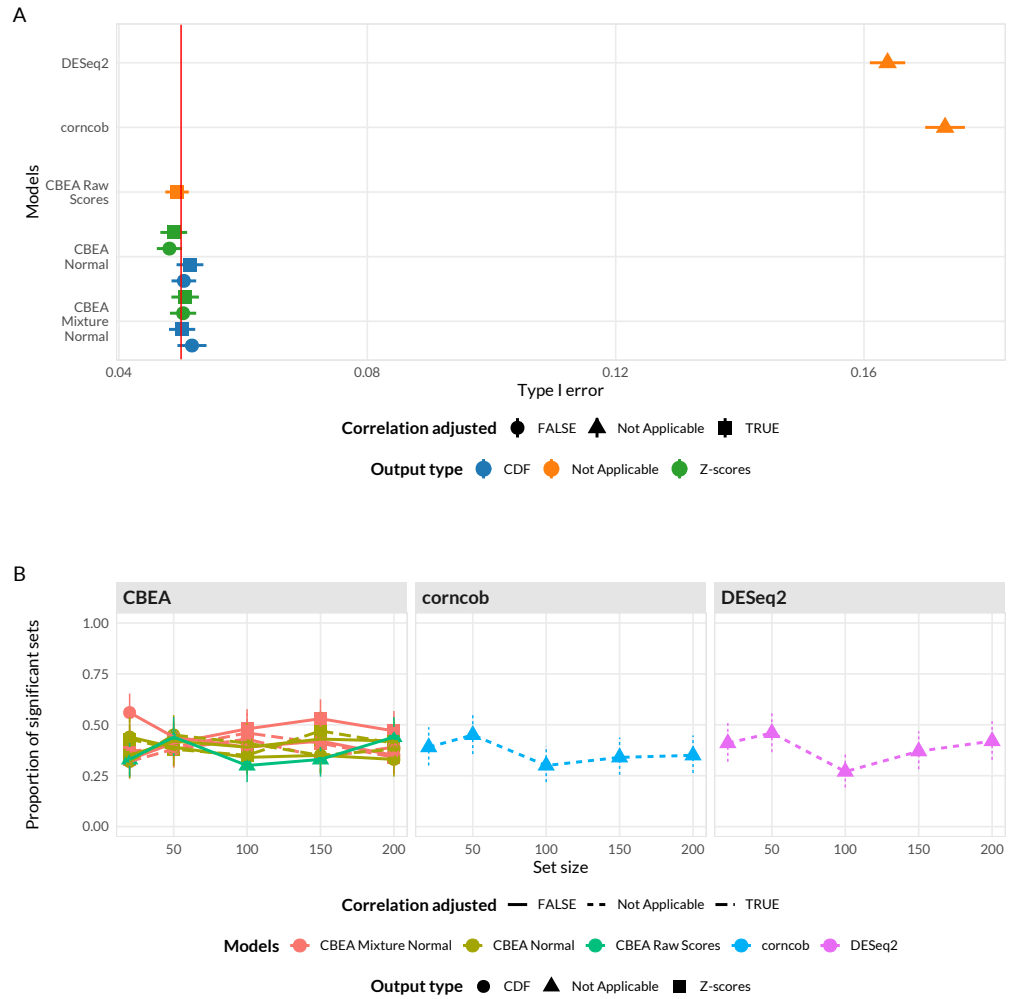 A
DESeq2
corncob
CBEA Raw
Scores
CBEA
Normal
CBEA
Mixture
Normal
Models
0.04 0.08 0.12 0.16
Type I error
Correlation adjusted FALSE Not Applicable TRUE
Output type CDF Not Applicable Z-scores
B
CBEA corncob DESeq2
1.00
0.75
0.50
0.25
0.00
Proportion of significant sets
50 100 150 200 50 100 150 200 50 100 150 200
Set size
Correlation adjusted FALSE Not Applicable TRUE
Models CBEA Mixture Normal CBEA Normal CBEA Raw Scores corncob DESeq2
Output type CDF Not Applicable Z-scores